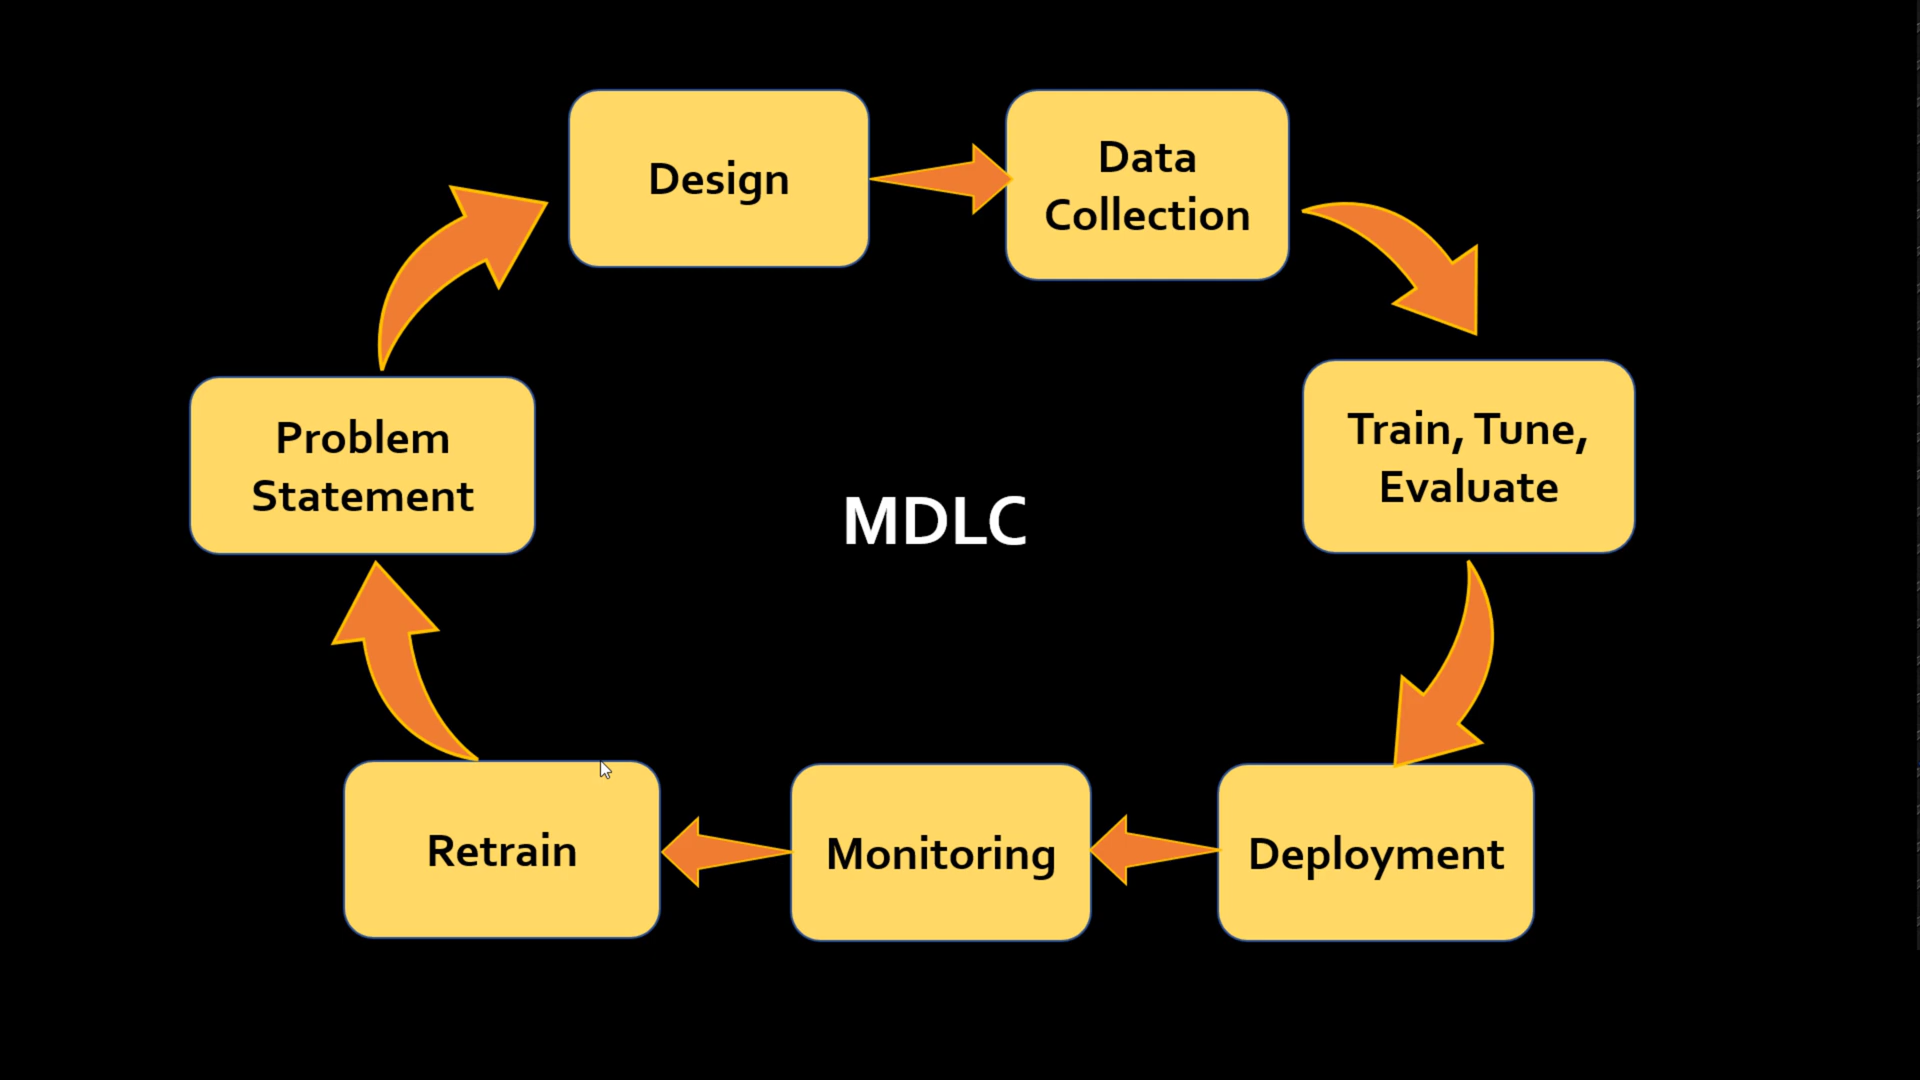 Design
Data
Collection
Problem
Statement
Train, Tune,
Evaluate
MDLC
Retrain
Monitoring
Deployment